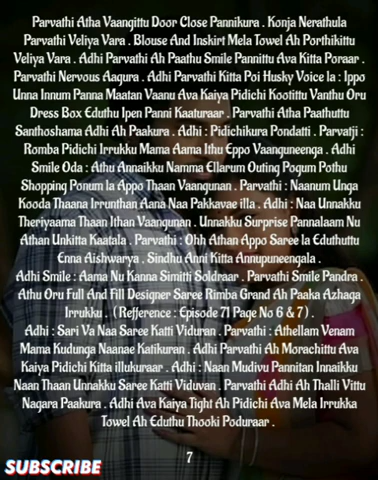 Parvathi Atha Vaangittu Door Close Pannikura . Konja Nerathula
Parvathi Veliya Vara . Blouse And Inskirt Mela Towel Ah Porthikittu
Veliya Vara . Adhi Parvathi Ah Paathu Smile Pannittu Ava Kitta Poraar .
Parvathi Nervous Aagura . Adhi Parvathi Kitta Poi Husky Voice la : Ippo
Unna Innum Panna Maatan Vaanu Ava Kaiya Pidichi Kootittu Vanthu Oru
Dress Box Eduthu Ipen Panni Kaaturaar . Parvathi Atha Paathuttu
Santhoshama Adhi Ah Paakura . Adhi : Pidichikura Pondatti . Parvatji :
Romba Pidichi Irrukku Mama Aama Ithu Eppo Vaanguneenga . Adhi
Smile Oda : Athu Annaikku Namma Ellarum Outing Pogum Pothu
Shopping Ponum la Appo Thaan Vaangunan . Parvathi : Naanum Unga
Kooda Thaana Irrunthan Aana Naa Pakkavae illa . Adhi : Naa Unnakku
Theriyaama Thaan Ithan Vaangunan . Unnakku Surprise Pannalaam Nu
Athan Unkitta Kaatala . Parvathi : Ohh Athan Appo Saree la Eduthuttu
Enna Aishwarya , Sindhu Anni Kitta Annupuneengala .
Adhi Smile : Aama Nu Kanna Simitti Soldraar . Parvathi Smile Pandra .
Athu Oru Full And Fill Designer Saree Rimba Grand Ah Paaka Azhaga
Irrukku . ( Refference : Episode 71 Page No 6 & 7 ) .
Adhi : Sari Va Naa Saree Katti Viduran . Parvathi : Athellam Venam
Mama Kudunga Naanae Katikuran . Adhi Parvathi Ah Morachittu Ava
Kaiya Pidichi Kitta illukuraar . Adhi : Naan Mudivu Pannitan Innaikku
Naan Thaan Unnakku Saree Katti Viduvan . Parvathi Adhi Ah Thalli Vittu
Nagara Paakura . Adhi Ava Kaiya Tight Ah Pidichi Ava Mela Irrukka
Towel Ah Eduthu Thooki Poduraar .
7
SUBSCRIBE